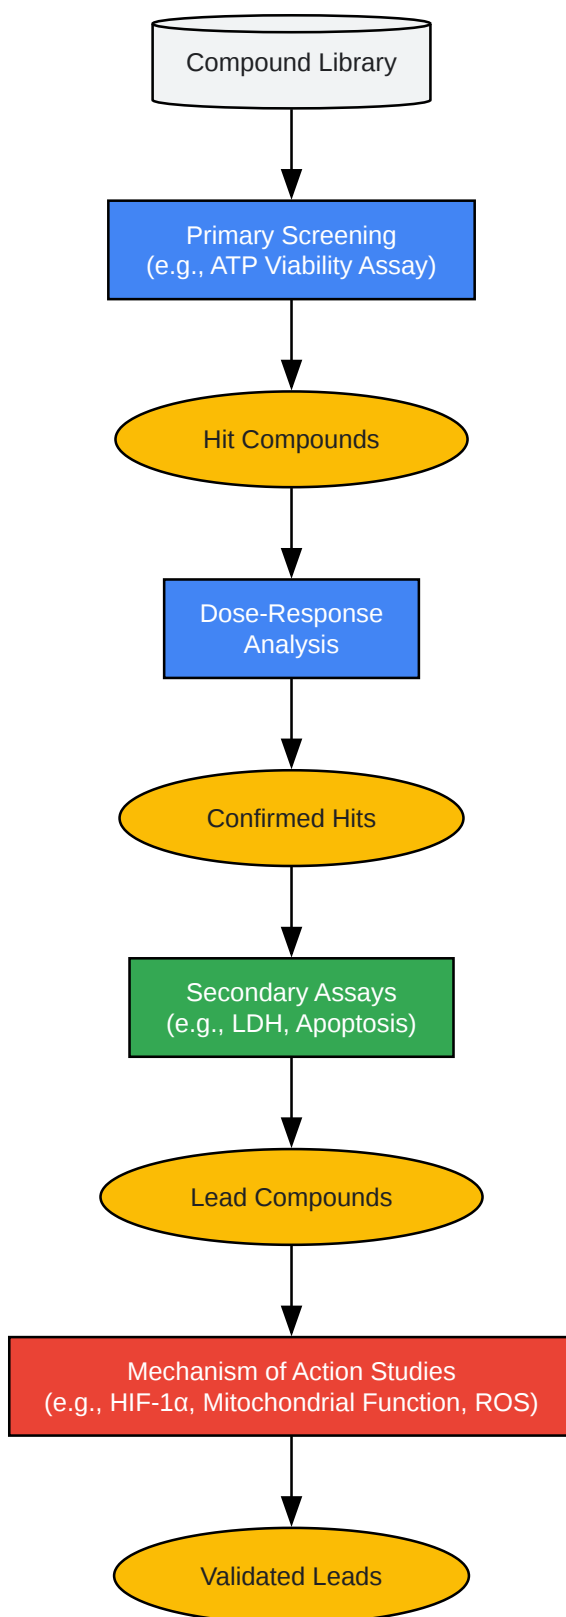 Compound Library
Primary Screening
(e.g., ATP Viability Assay)
Hit Compounds
Dose-Response
Analysis
Confirmed Hits
Secondary Assays
(e.g., LDH, Apoptosis)
Lead Compounds
Mechanism of Action Studies
(e.g., HIF-1α, Mitochondrial Function, ROS)
Validated Leads